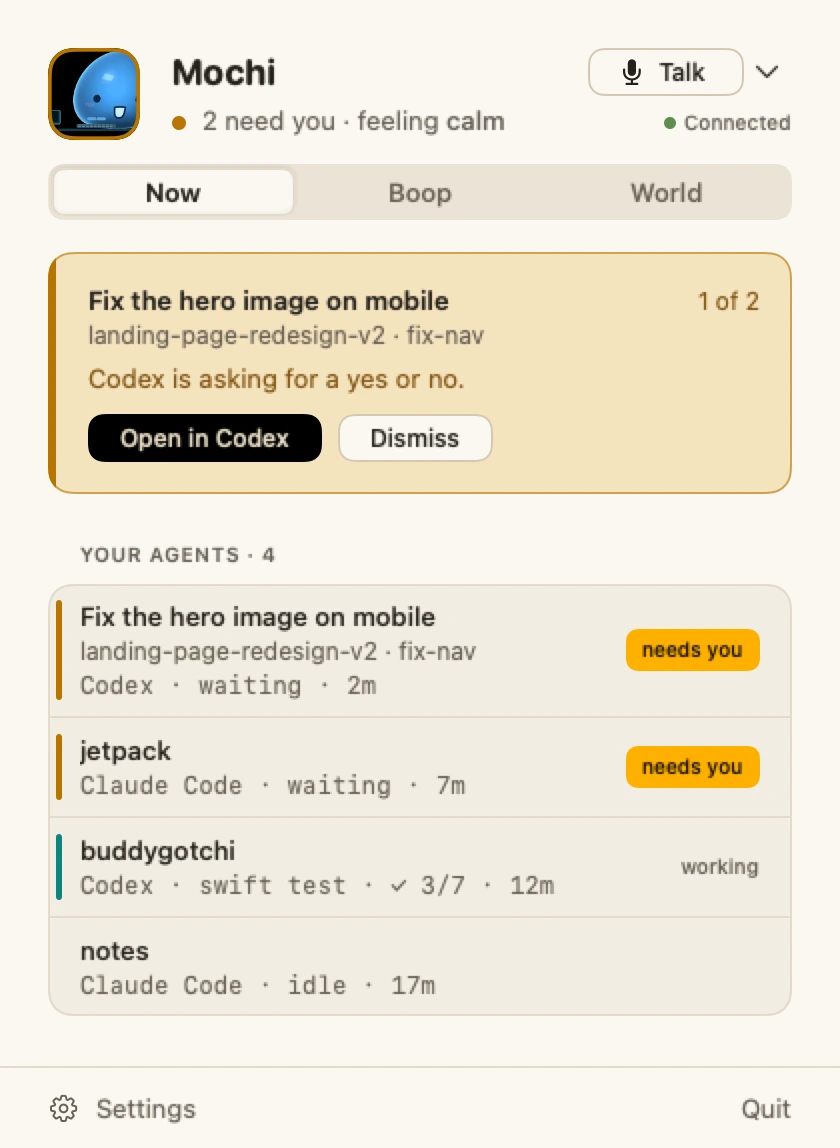 Mochi
Talk
2 need you · feeling calm
Connected
Now
Boop
World
Fix the hero image on mobile
1 of 2
landing-page-redesign-v2 · fix-nav
Codex is asking for a yes or no.
Open in Codex
Dismiss
YOUR AGENTS · 4
Fix the hero image on mobile
landing-page-redesign-v2 · fix-nav
Codex · waiting · 2m
needs you
jetpack
Claude Code · waiting · 7m
needs you
buddygotchi
Codex · swift test · ✓ 3/7 · 12m
working
notes
Claude Code · idle · 17m
Settings
Quit